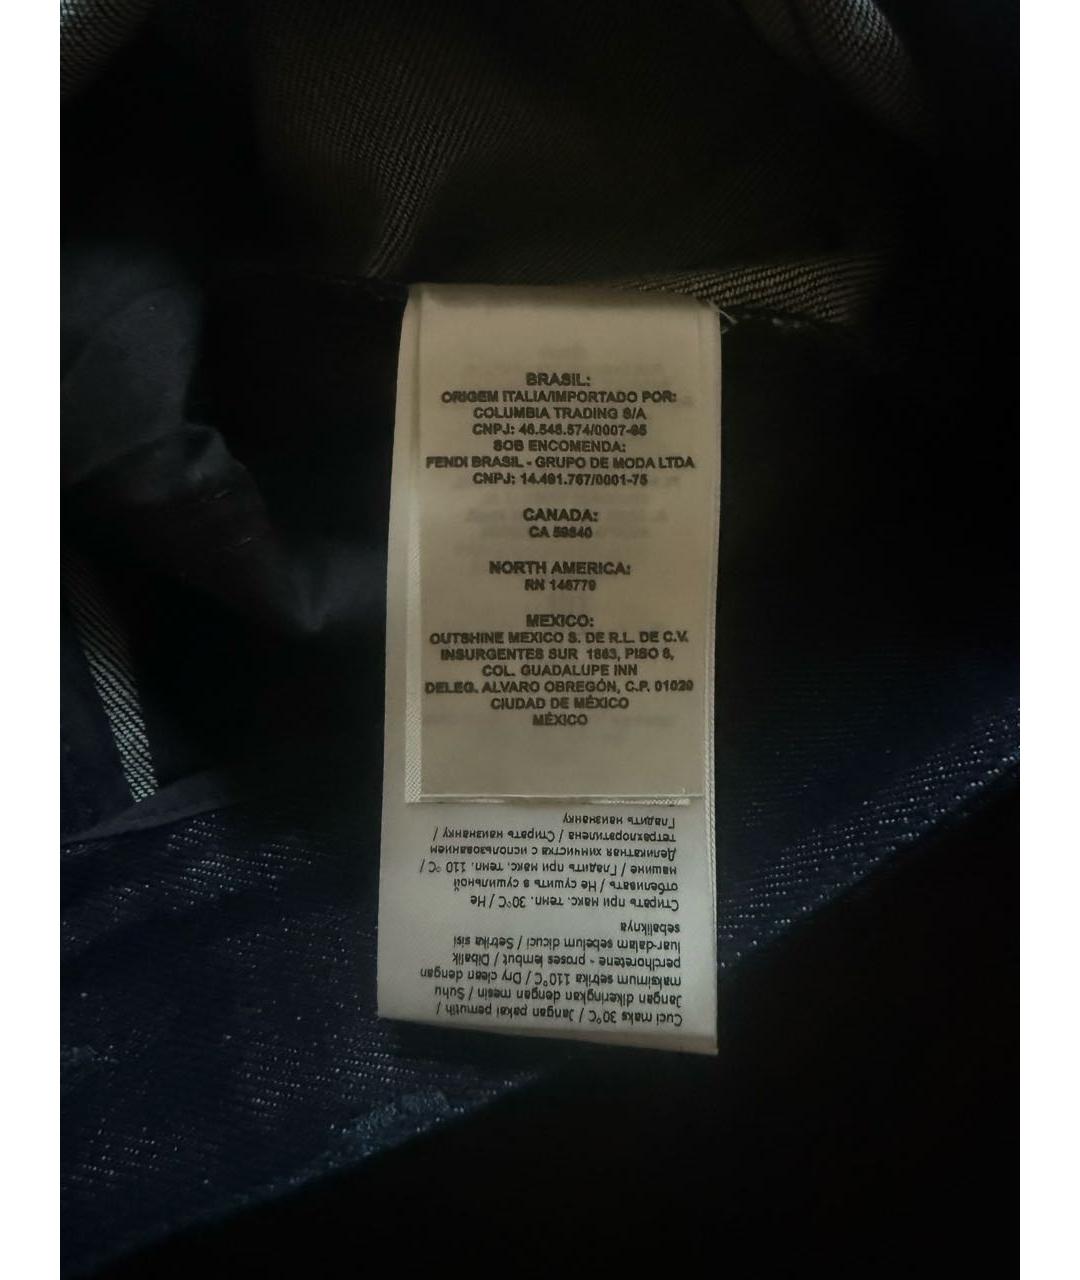 BRASIL:
ORIGEM ITALIA/IMPORTADO POR:
COLUMBIA TRADING S/A
CNPJ: 46.548.574/0007-85
SOB ENCOMENDA:
FENDI BRASIL - GRUPO DE MODA LTDA
CNPJ: 14.491.767/0001-75
CANADA:
CA 59840
NORTH AMERICA:
RN 146779
MEXICO:
OUTSHINE MEXICO S. DE R.L. DE C.V.
INSURGENTES SUR 1863, PISO 8,
COL. GUADALUPE INN
DELEG. ALVARO OBREGÓN, C.P. 01020
CIUDAD DE MÉXICO
MÉXICO
Cuci maks 30°C / Jangan pakai pemutih /
Jangan dikeringkan dengan mesin / Suhu
maksimum setrika 110°C / Dry clean dengan
perchloretene - proses lembut / Dibalik
luar-dalam sebelum dicuci / Setrika sisi
sebaliknya
Стирать при макс. темп. 30°C / Не
отбеливать / Не сушить в сушильной
машине / Гладить при макс. темп. 110 °C /
Деликатная химчистка с использованием
тетрахлорэтилена / Стирать наизнанку /
Гладить наизнанку